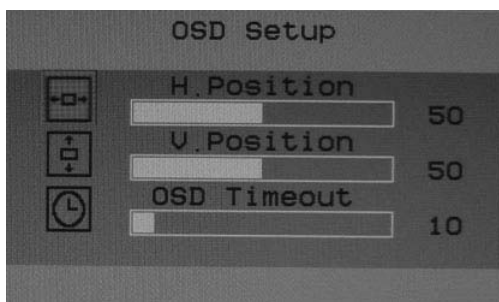 OSD Setup
H.Position
50
V.Position
50
OSD Timeout
10